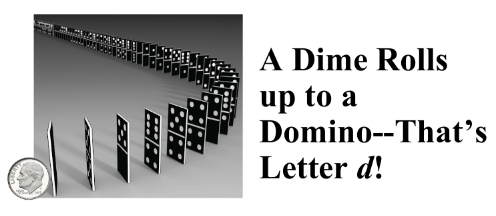 A Dime Rolls
up to a
Domino--That's
Letter d!